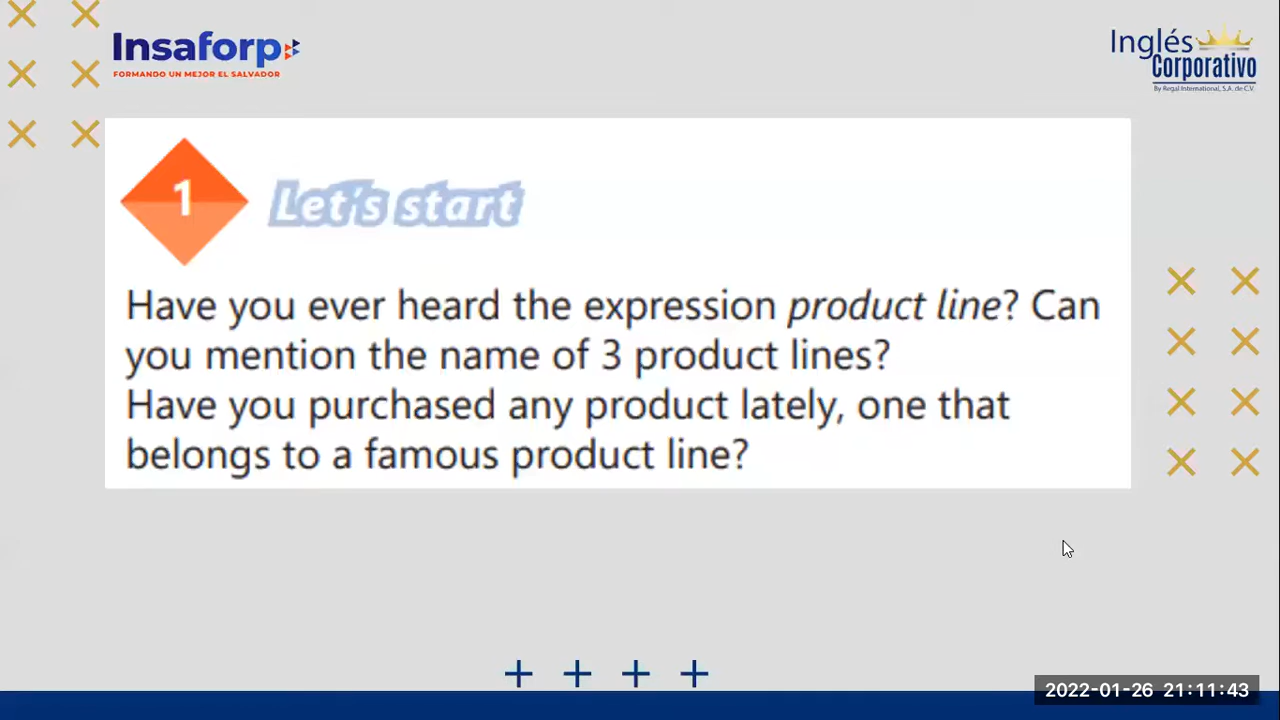 Insaforp
FORMANDO UN MEJOR EL SALVADOR
Inglés
Corporativo
By Regal International, S.A. de C.V.
1
Let's start
Have you ever heard the expression product line? Can
you mention the name of 3 product lines?
Have you purchased any product lately, one that
belongs to a famous product line?
2022-01-26 21:11:43